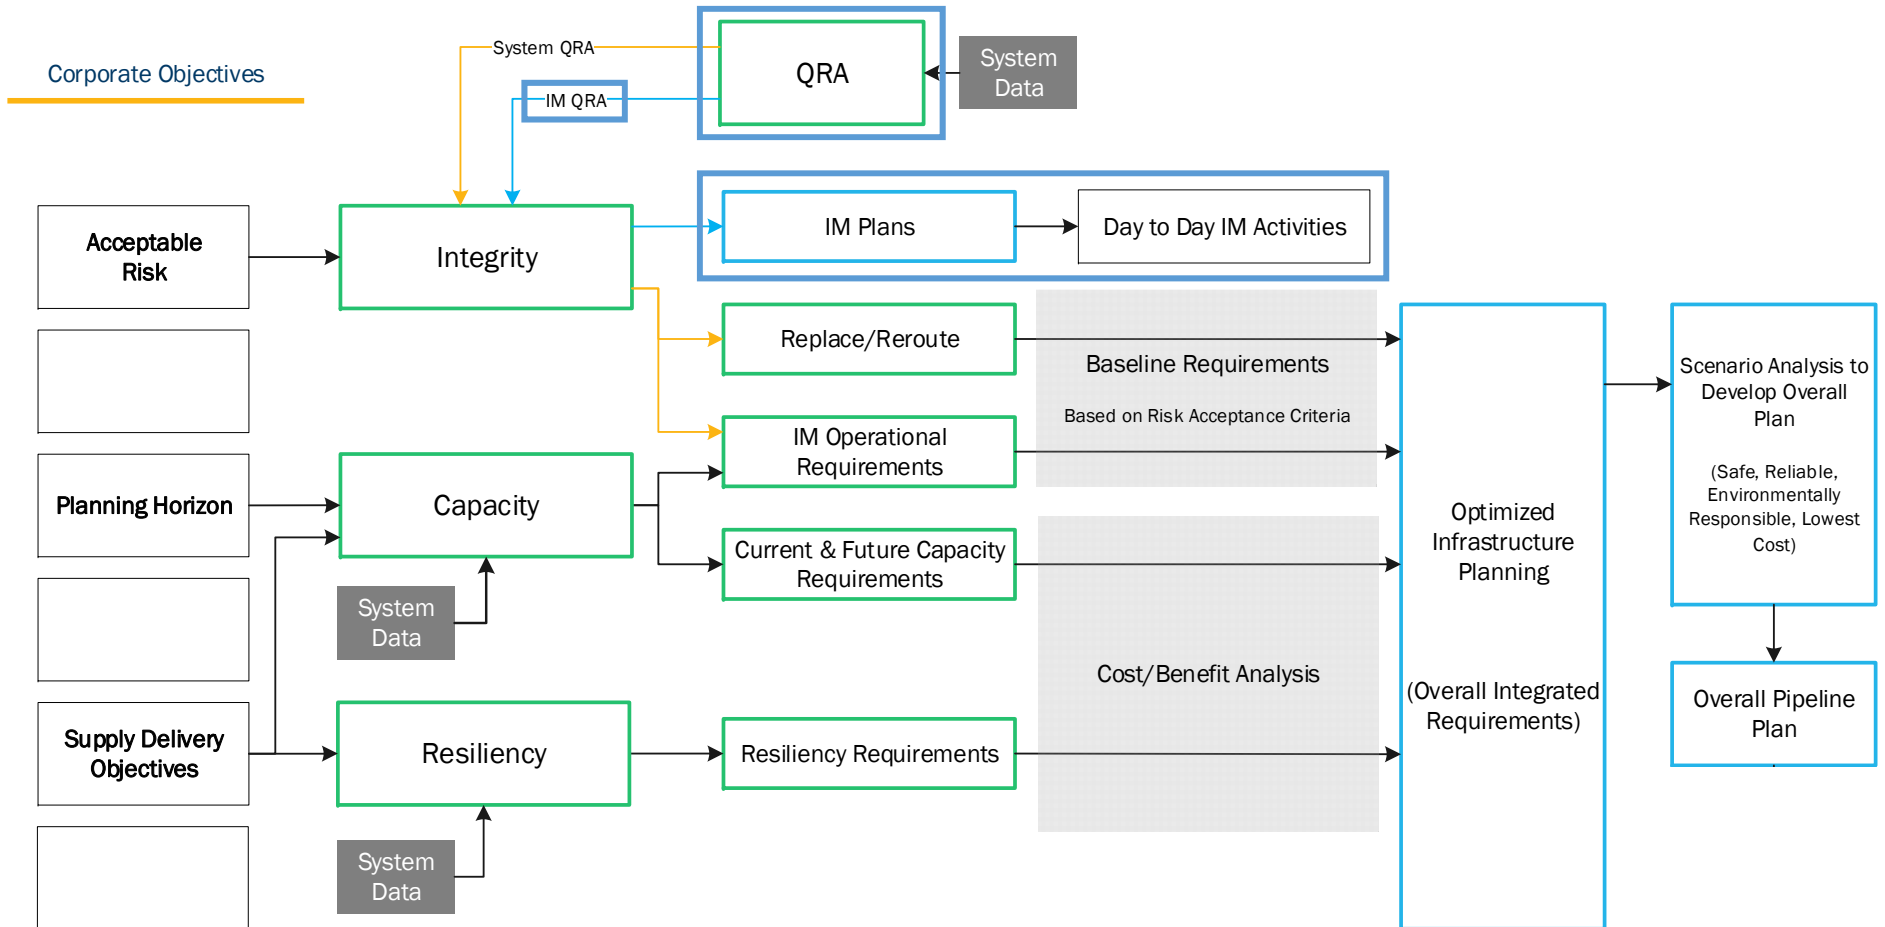 Corporate Objectives
System QRA
IM QRA
QRA
System
Data
Acceptable
Risk
Integrity
IM Plans
Day to Day IM Activities
Replace/Reroute
Baseline Requirements
Based on Risk Acceptance Criteria
IM Operational
Requirements
Planning Horizon
Capacity
Current & Future Capacity
Requirements
System
Data
Cost/Benefit Analysis
Supply Delivery
Objectives
Resiliency
Resiliency Requirements
System
Data
Optimized
Infrastructure
Planning
(Overall Integrated
Requirements)
Scenario Analysis to
Develop Overall
Plan
(Safe, Reliable,
Environmentally
Responsible, Lowest
Cost)
Overall Pipeline
Plan